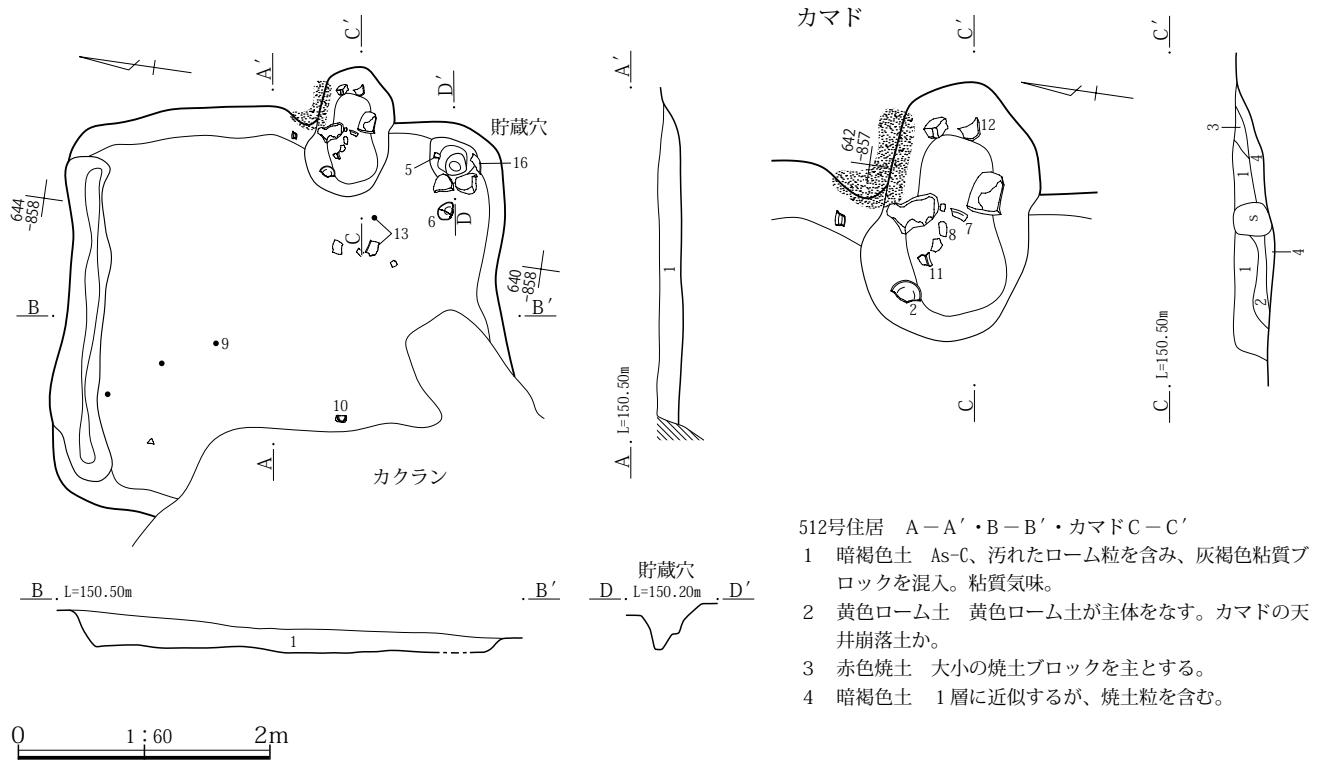 カマド
C′
A′
D′
貯蔵穴
5
16
6
D
C
13
644
-858
640
-858
B
B′
9
10
A
カクラン
A′
1
L=150.50m
A
C′
642
-857
12
7
8
11
2
C
C′
3
4
1
s
4
1
2
L=150.50m
C
B L=150.50m B′
1
貯蔵穴
D L=150.20m D′
512号住居 A－A′・B－B′・カマドC－C′
1 暗褐色土 As-C、汚れたローム粒を含み、灰褐色粘質ブ
ロックを混入。粘質気味。
2 黄色ローム土 黄色ローム土が主体をなす。カマドの天
井崩落土か。
3 赤色焼土 大小の焼土ブロックを主とする。
4 暗褐色土 1層に近似するが、焼土粒を含む。
0 1：60 2m